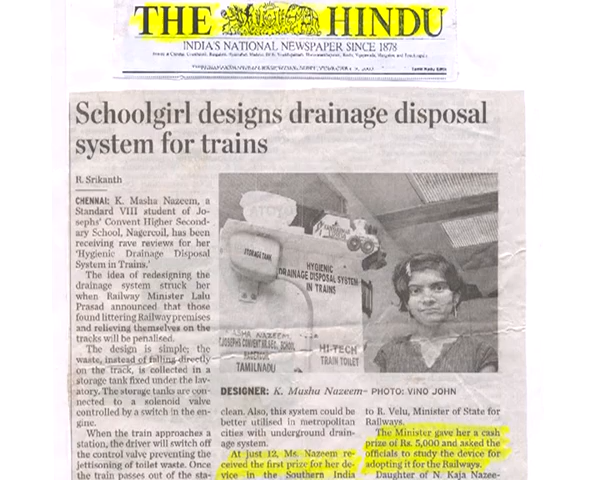 THE HINDU
INDIA'S NATIONAL NEWSPAPER SINCE 1878
Schoolgirl designs drainage disposal
system for trains
R. Srikanth
CHENNAI: K. Masha Nazeem, a
Standard VIII student of Jo-
sephs' Convent Higher Second-
ary School, Nagercoil, has been
receiving rave reviews for her
'Hygienic Drainage Disposal
System in Trains.'
The idea of redesigning the
drainage system struck her
when Railway Minister Lalu
Prasad announced that those
found littering Railway premises
and relieving themselves on the
tracks will be penalised.
The design is simple; the
waste, instead of falling directly
on the track, is collected in a
storage tank fixed under the lav-
atory. The storage tanks are con-
nected to a solenoid valve
controlled by a switch in the en-
gine.
When the train approaches a
station, the driver will switch off
the control valve preventing the
jettisoning of toilet waste. Once
the train passes out of the sta-
STORAGE TANK
HYGIENIC
DRAINAGE DISPOSAL SYSTEM
IN TRAINS
MASHA NAZEEM
ST.JOSEPHS CONVENT HR.SEC. SCHOOL
TAMILNADU
HI-TECH
TRAIN TOILET
DESIGNER: K. Masha Nazeem– PHOTO: VINO JOHN
clean. Also, this system could be
better utilised in metropolitan
cities with underground drain-
age system.
At just 12, Ms. Nazeem re-
ceived the first prize for her de-
vice in the Southern India
to R. Velu, Minister of State for
Railways.
The Minister gave her a cash
prize of Rs. 5,000 and asked the
officials to study the device for
adopting it for the Railways.
Daughter of N. Kaja Nazee-